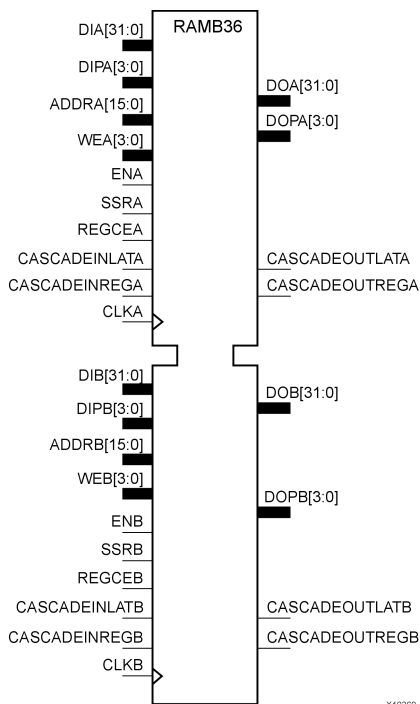 RAMB36
DIA[31:0]
DIPA[3:0]
ADDRA[15:0]
WEA[3:0]
ENA
SSRA
REGCEA
CASCADEINLATA
CASCADEINREGA
CLKA
DOA[31:0]
DOPA[3:0]
CASCADEOUTLATA
CASCADEOUTREGA
DIB[31:0]
DIPB[3:0]
ADDRB[15:0]
WEB[3:0]
ENB
SSRB
REGCEB
CASCADEINLATB
CASCADEINREGB
CLKB
DOB[31:0]
DOPB[3:0]
CASCADEOUTLATB
CASCADEOUTREGB